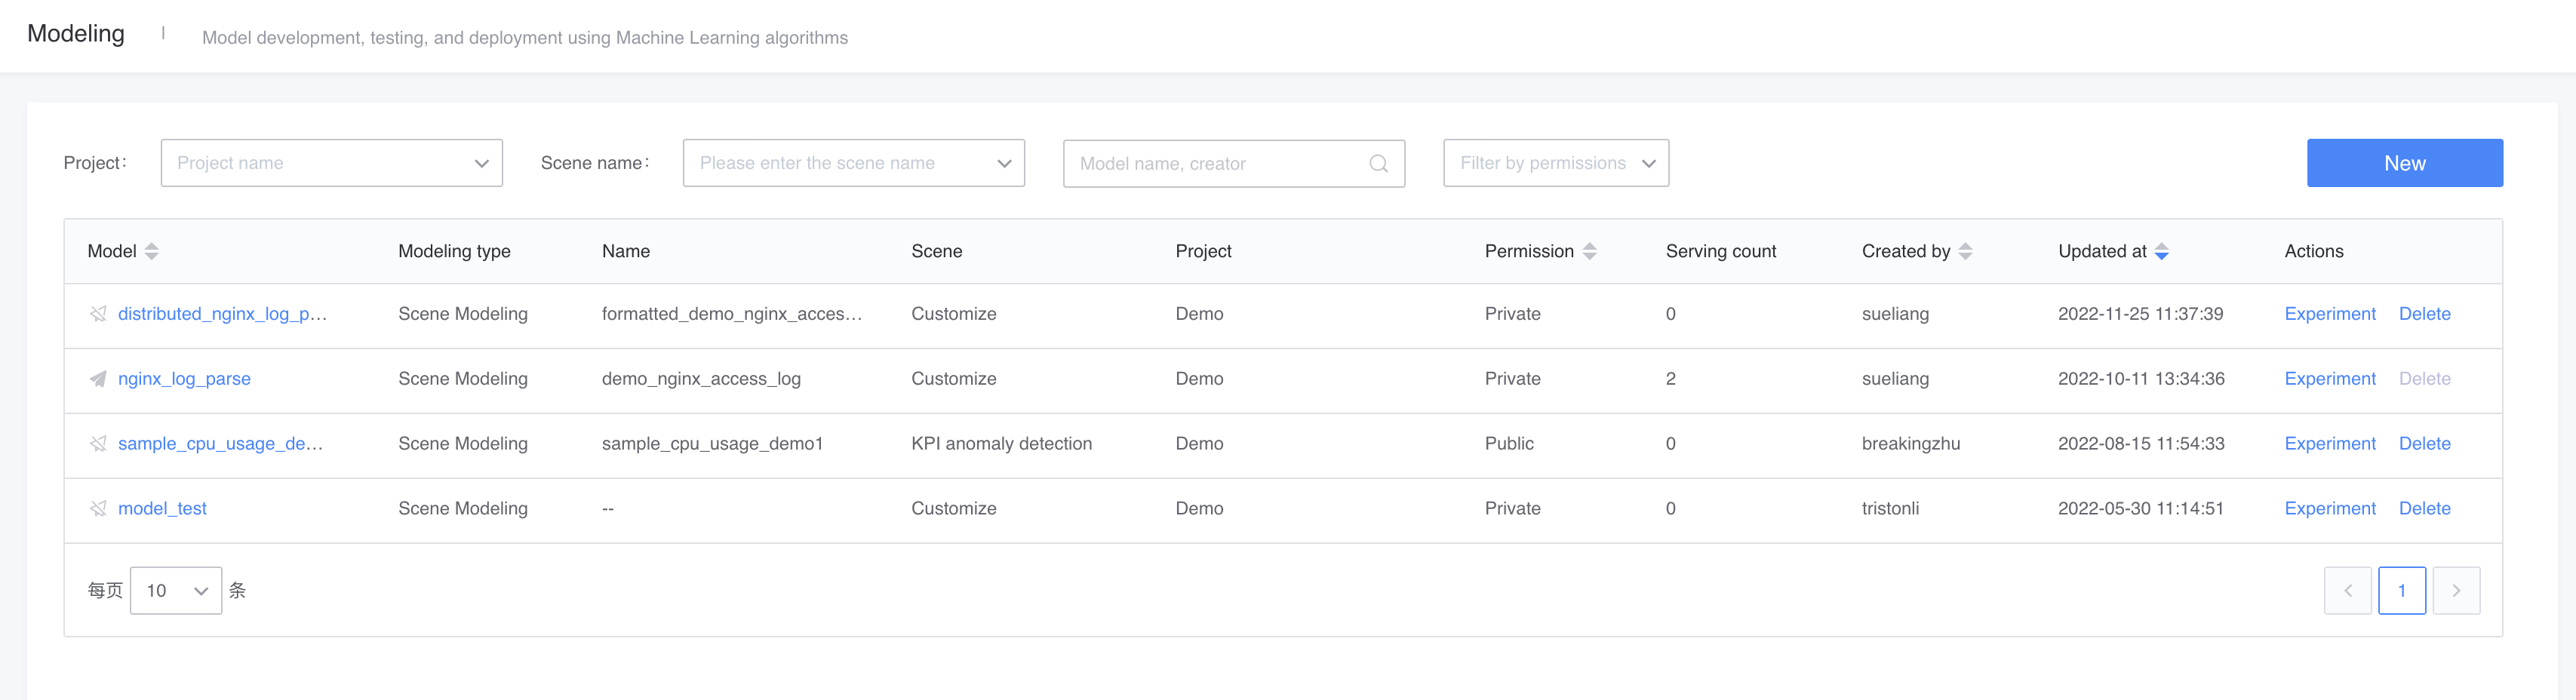 Modeling | Model development, testing, and deployment using Machine Learning algorithms
Project: Project name Scene name: Please enter the scene name Model name, creator Filter by permissions New
Model Modeling type Name Scene Project Permission Serving count Created by Updated at Actions
distributed_nginx_log_p... Scene Modeling formatted_demo_nginx_acces... Customize Demo Private 0 sueliang 2022-11-25 11:37:39 Experiment Delete
nginx_log_parse Scene Modeling demo_nginx_access_log Customize Demo Private 2 sueliang 2022-10-11 13:34:36 Experiment Delete
sample_cpu_usage_de... Scene Modeling sample_cpu_usage_demo1 KPI anomaly detection Demo Public 0 breakingzhu 2022-08-15 11:54:33 Experiment Delete
model_test Scene Modeling -- Customize Demo Private 0 tristonli 2022-05-30 11:14:51 Experiment Delete
每页 10 条 1